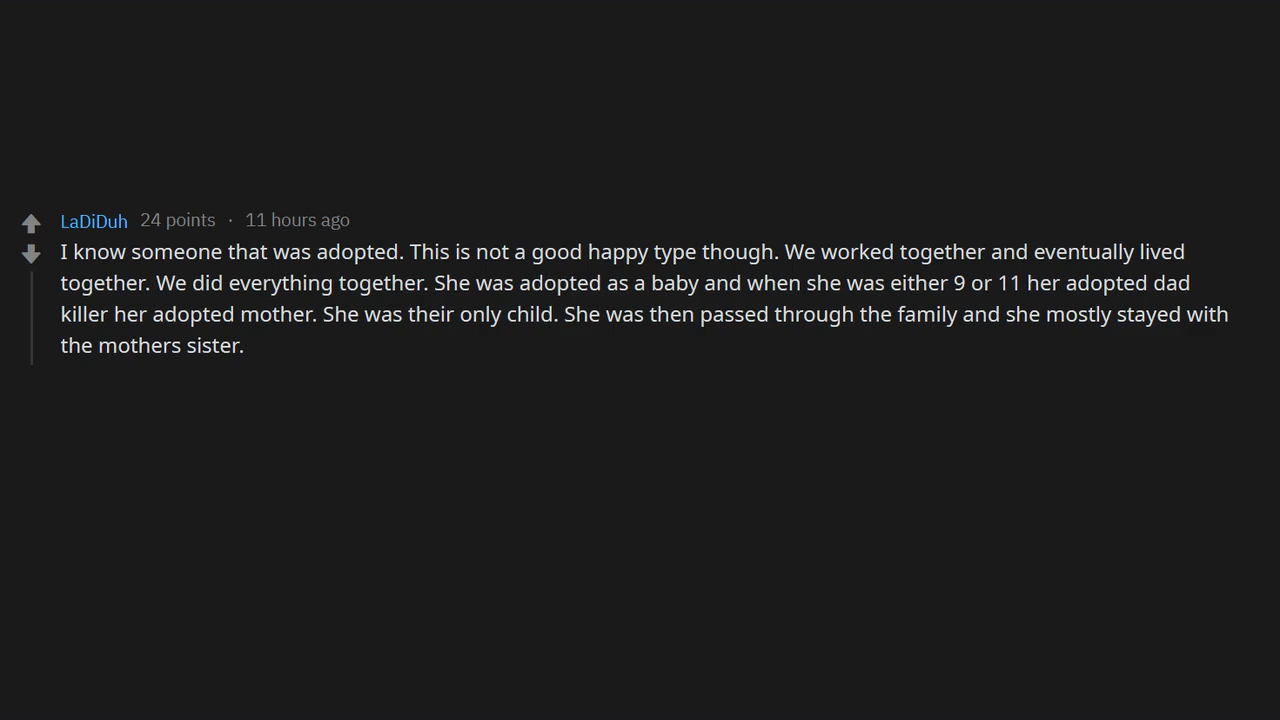 LaDiDuh 24 points · 11 hours ago
I know someone that was adopted. This is not a good happy type though. We worked together and eventually lived
together. We did everything together. She was adopted as a baby and when she was either 9 or 11 her adopted dad
killer her adopted mother. She was their only child. She was then passed through the family and she mostly stayed with
the mothers sister.